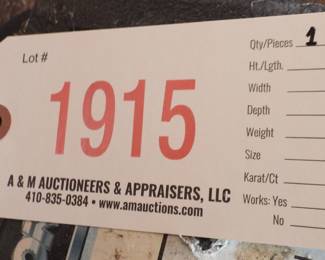 Lot #
1915
A & M AUCTIONEERS & APPRAISERS, LLC
410-835-0384 • www.amauctions.com
Qty/Pieces 1
Ht./Lgth.
Width
Depth
Weight
Size
Karat/Ct
Works: Yes
No